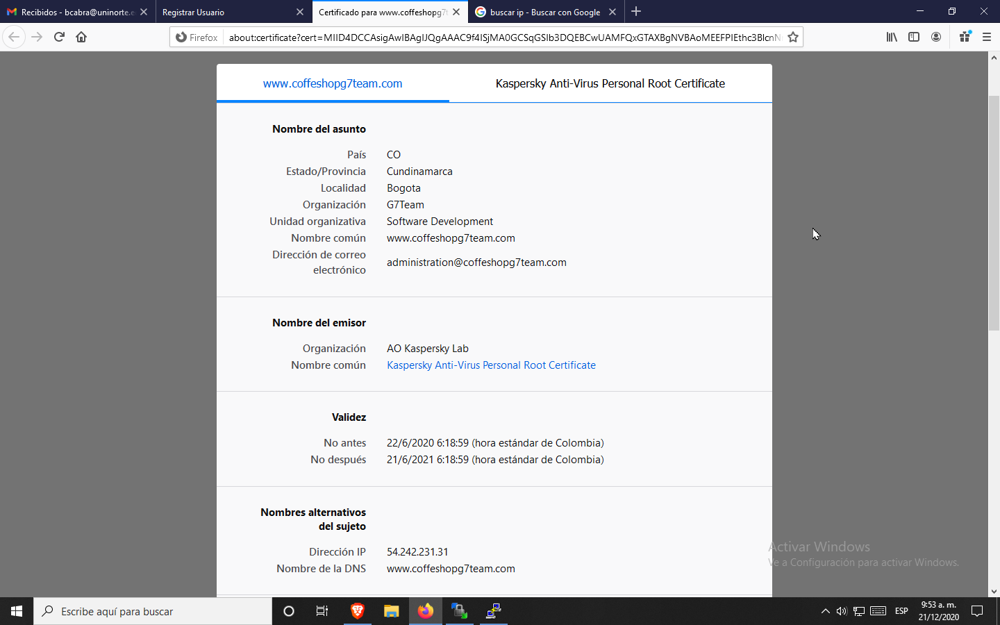 Recibidos - bcabra@uninorte.e
Registrar Usuario
Certificado para www.coffeshopg7t
buscar ip - Buscar con Google
Firefox
about:certificate?cert=MIID4DCCAsigAwIBAgIJQgAAAC9f4ISjMA0GCSqGSIb3DQEBCwUAMFQxGTAXBgNVBAoMEEFPIEthc3BlcnN
www.coffeshopg7team.com
Kaspersky Anti-Virus Personal Root Certificate
Nombre del asunto
País CO
Estado/Provincia Cundinamarca
Localidad Bogota
Organización G7Team
Unidad organizativa Software Development
Nombre común www.coffeshopg7team.com
Dirección de correo
electrónico administration@coffeshopg7team.com
Nombre del emisor
Organización AO Kaspersky Lab
Nombre común Kaspersky Anti-Virus Personal Root Certificate
Validez
No antes 22/6/2020 6:18:59 (hora estándar de Colombia)
No después 21/6/2021 6:18:59 (hora estándar de Colombia)
Nombres alternativos
del sujeto
Dirección IP 54.242.231.31
Nombre de la DNS www.coffeshopg7team.com
Activar Windows
Ve a Configuración para activar Windows.
Escribe aquí para buscar
ESP
9:53 a. m.
21/12/2020